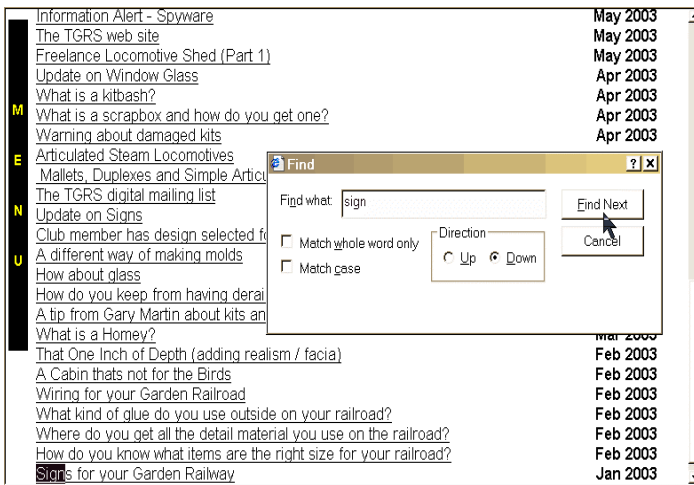 Information Alert - Spyware May 2003
The TGRS web site May 2003
Freelance Locomotive Shed (Part 1) May 2003
Update on Window Glass Apr 2003
What is a kitbash? Apr 2003
What is a scrapbox and how do you get one? Apr 2003
Warning about damaged kits Apr 2003
Articulated Steam Locomotives
Mallets, Duplexes and Simple Articu
The TGRS digital mailing list
Update on Signs
Club member has design selected fo
A different way of making molds
How about glass
How do you keep from having derai
A tip from Gary Martin about kits an
What is a Homey? Mar 2003
That One Inch of Depth (adding realism / facia) Feb 2003
A Cabin thats not for the Birds Feb 2003
Wiring for your Garden Railroad Feb 2003
What kind of glue do you use outside on your railroad? Feb 2003
Where do you get all the detail material you use on the railroad? Feb 2003
How do you know what items are the right size for your railroad? Feb 2003
Signs for your Garden Railway Jan 2003
M
E
N
U
Find
Find what: sign Find Next
Match whole word only Direction Cancel
Match case Up Down